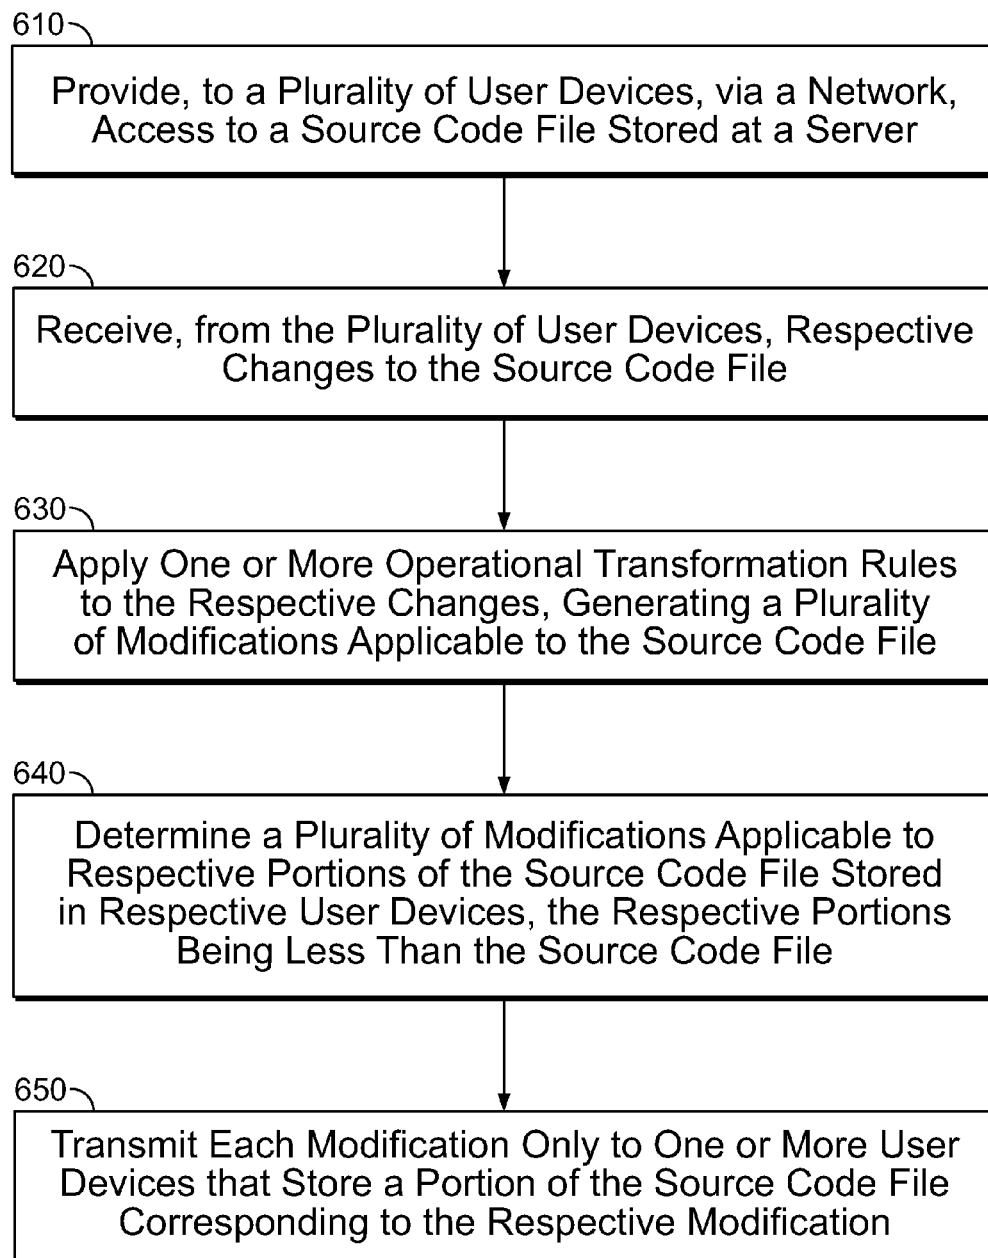 610
Provide, to a Plurality of User Devices, via a Network,
Access to a Source Code File Stored at a Server
620
Receive, from the Plurality of User Devices, Respective
Changes to the Source Code File
630
Apply One or More Operational Transformation Rules
to the Respective Changes, Generating a Plurality
of Modifications Applicable to the Source Code File
640
Determine a Plurality of Modifications Applicable to
Respective Portions of the Source Code File Stored
in Respective User Devices, the Respective Portions
Being Less Than the Source Code File
650
Transmit Each Modification Only to One or More User
Devices that Store a Portion of the Source Code File
Corresponding to the Respective Modification